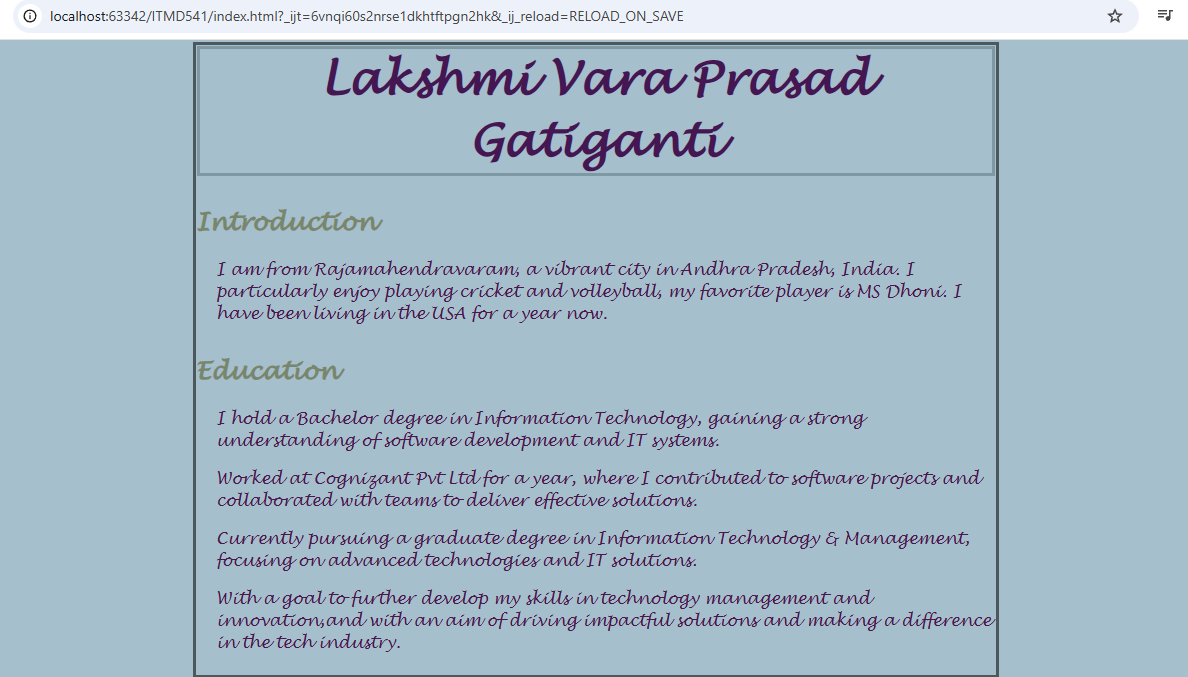 localhost:63342/ITMD541/index.html?_ijt=6vnqi60s2nrse1dkhtftpgn2hk&_ij_reload=RELOAD_ON_SAVE
Lakshmi Vara Prasad
Gatiganti
Introduction
I am from Rajamahendravaram, a vibrant city in Andhra Pradesh, India. I
particularly enjoy playing cricket and volleyball, my favorite player is MS Dhoni. I
have been living in the USA for a year now.
Education
I hold a Bachelor degree in Information Technology, gaining a strong
understanding of software development and IT systems.
Worked at Cognizant Pvt Ltd for a year, where I contributed to software projects and
collaborated with teams to deliver effective solutions.
Currently pursuing a graduate degree in Information Technology & Management,
focusing on advanced technologies and IT solutions.
With a goal to further develop my skills in technology management and
innovation,and with an aim of driving impactful solutions and making a difference
in the tech industry.